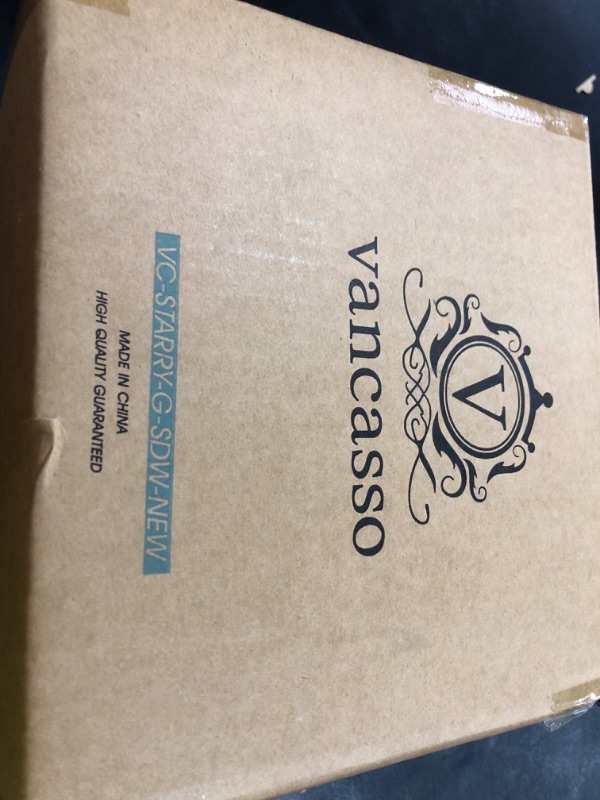 V
vancasso
VC-STARRY-G-SDW-NEW
MADE IN CHINA
HIGH QUALITY GUARANTEED